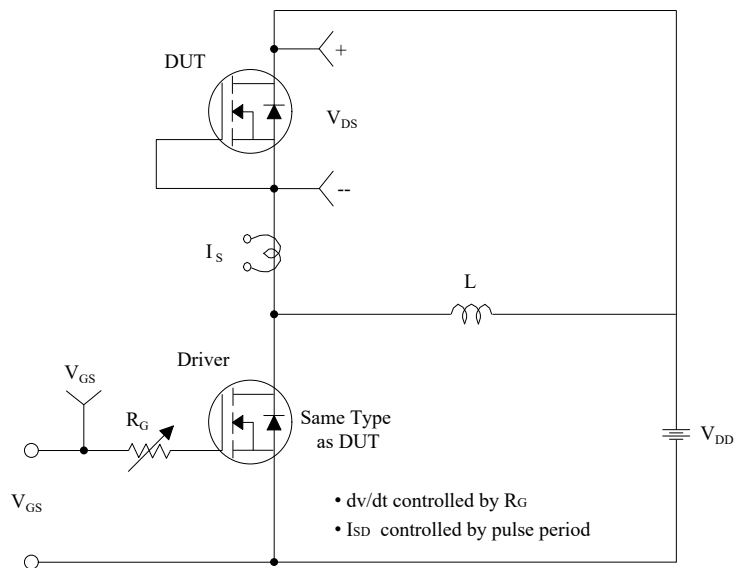 DUT
+
VDS
--
IS
L
Driver
VGS
RG
Same Type
as DUT
VDD
VGS
• dv/dt controlled by RG
• ISD controlled by pulse period